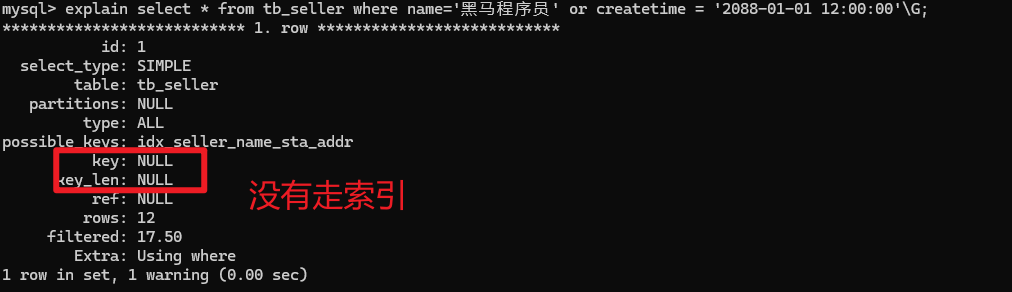 mysql> explain select * from tb_seller where name='黑马程序员' or createtime = '2088-01-01 12:00:00'\G;
*************************** 1. row ***************************
id: 1
select_type: SIMPLE
table: tb_seller
partitions: NULL
type: ALL
possible_keys: idx_seller_name_sta_addr
key: NULL
key_len: NULL
没有走索引
ref: NULL
rows: 12
filtered: 17.50
Extra: Using where
1 row in set, 1 warning (0.00 sec)